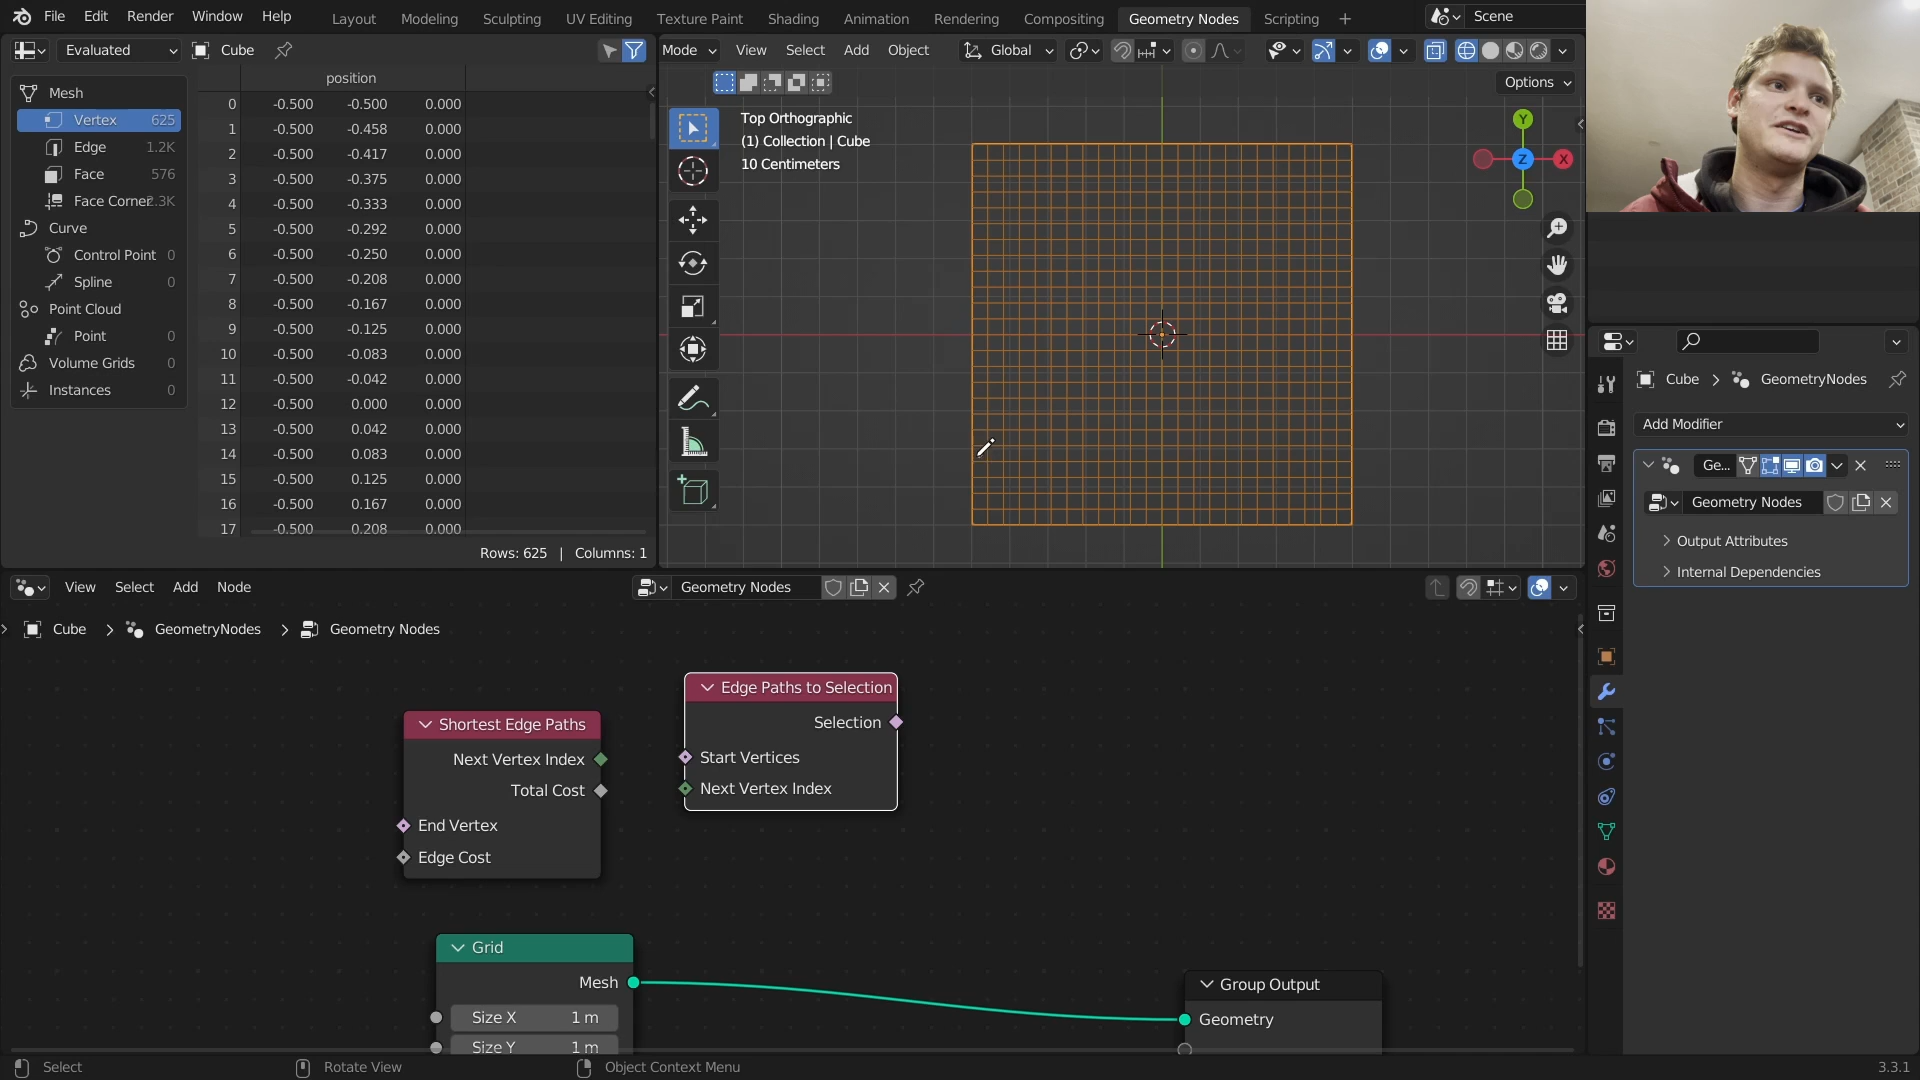 File Edit Render Window Help
Layout Modeling Sculpting UV Editing Texture Paint Shading Animation Rendering Compositing Geometry Nodes Scripting +
Scene
Evaluated Cube
Mode View Select Add Object Global
Options
position
Mesh
Vertex 625
Edge 1.2K
Face 576
Face Corner 2.3K
Curve
Control Point 0
Spline 0
Point Cloud
Point 0
Volume Grids 0
Instances 0
0 -0.500 -0.500 0.000
1 -0.500 -0.458 0.000
2 -0.500 -0.417 0.000
3 -0.500 -0.375 0.000
4 -0.500 -0.333 0.000
5 -0.500 -0.292 0.000
6 -0.500 -0.250 0.000
7 -0.500 -0.208 0.000
8 -0.500 -0.167 0.000
9 -0.500 -0.125 0.000
10 -0.500 -0.083 0.000
11 -0.500 -0.042 0.000
12 -0.500 0.000 0.000
13 -0.500 0.042 0.000
14 -0.500 0.083 0.000
15 -0.500 0.125 0.000
16 -0.500 0.167 0.000
17 -0.500 0.208 0.000
Rows: 625 | Columns: 1
Top Orthographic
(1) Collection | Cube
10 Centimeters
Y
Z
X
Cube > GeometryNodes
Add Modifier
Ge...
Geometry Nodes
Output Attributes
Internal Dependencies
View Select Add Node
Geometry Nodes
Cube > GeometryNodes > Geometry Nodes
Shortest Edge Paths
Next Vertex Index
Total Cost
End Vertex
Edge Cost
Edge Paths to Selection
Selection
Start Vertices
Next Vertex Index
Grid
Mesh
Size X 1 m
Size Y 1 m
Group Output
Geometry
Select
Rotate View
Object Context Menu
3.3.1